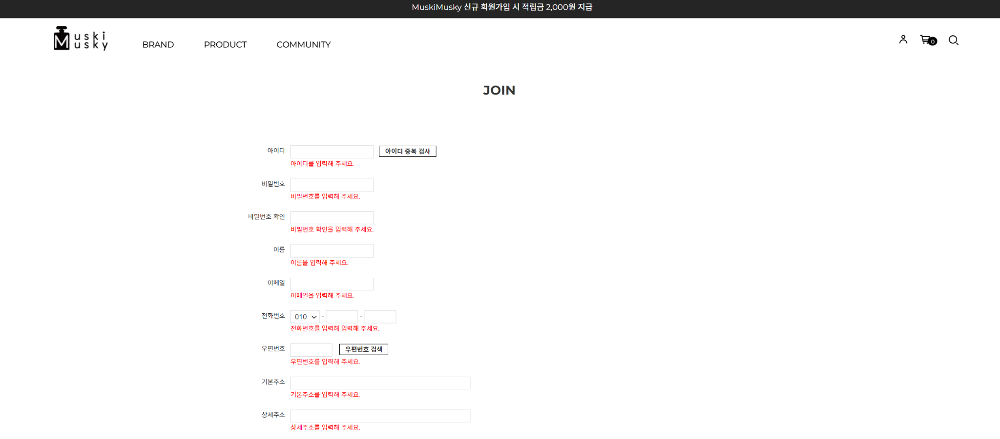 MuskiMusky 신규 회원가입 시 적립금 2,000원 지급
Muski
Musky
BRAND PRODUCT COMMUNITY
0
JOIN
아이디 아이디 중복 검사
아이디를 입력해 주세요.
비밀번호
비밀번호를 입력해 주세요.
비밀번호 확인
비밀번호 확인을 입력해 주세요.
이름
이름을 입력해 주세요.
이메일
이메일을 입력해 주세요.
전화번호 010 - -
전화번호를 입력해 입력해 주세요.
우편번호 우편번호 검색
우편번호를 입력해 주세요.
기본주소
기본주소를 입력해 주세요.
상세주소
상세주소를 입력해 주세요.